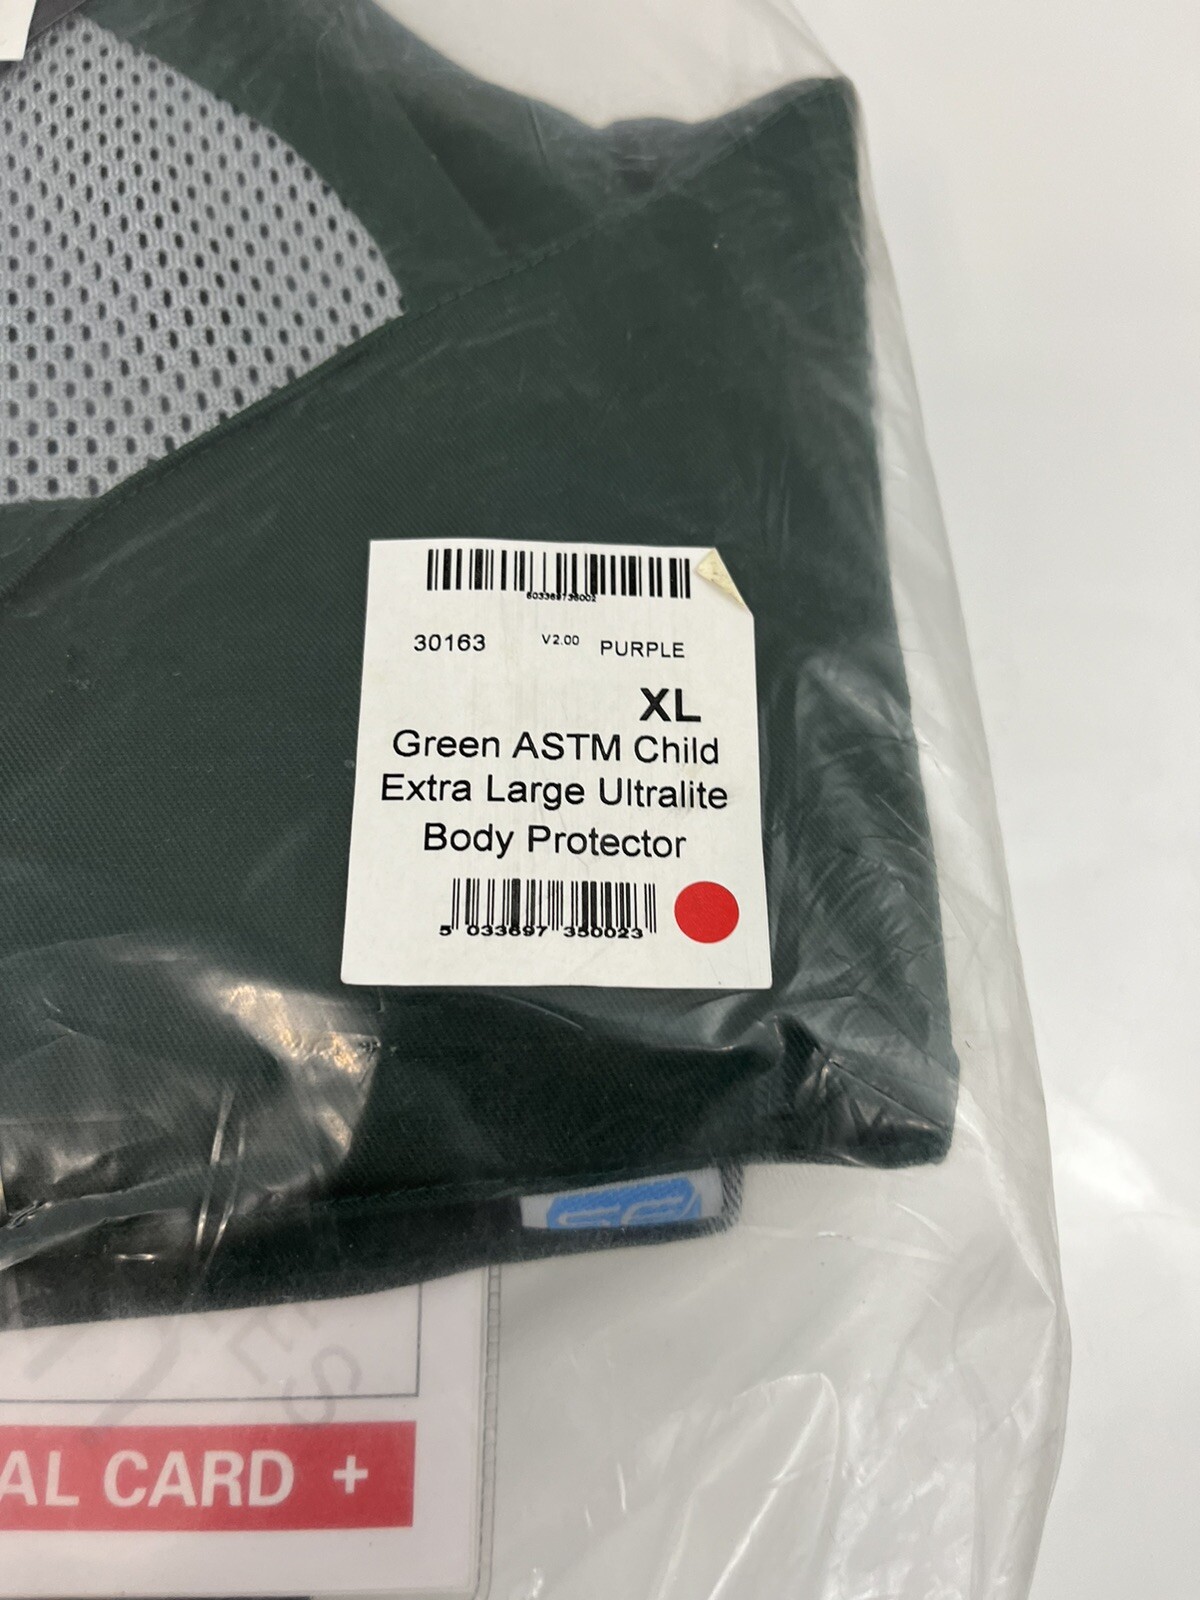 30163 V2.00 PURPLE
XL
Green ASTM Child
Extra Large Ultralite
Body Protector
5 033697 350023
AL CARD +